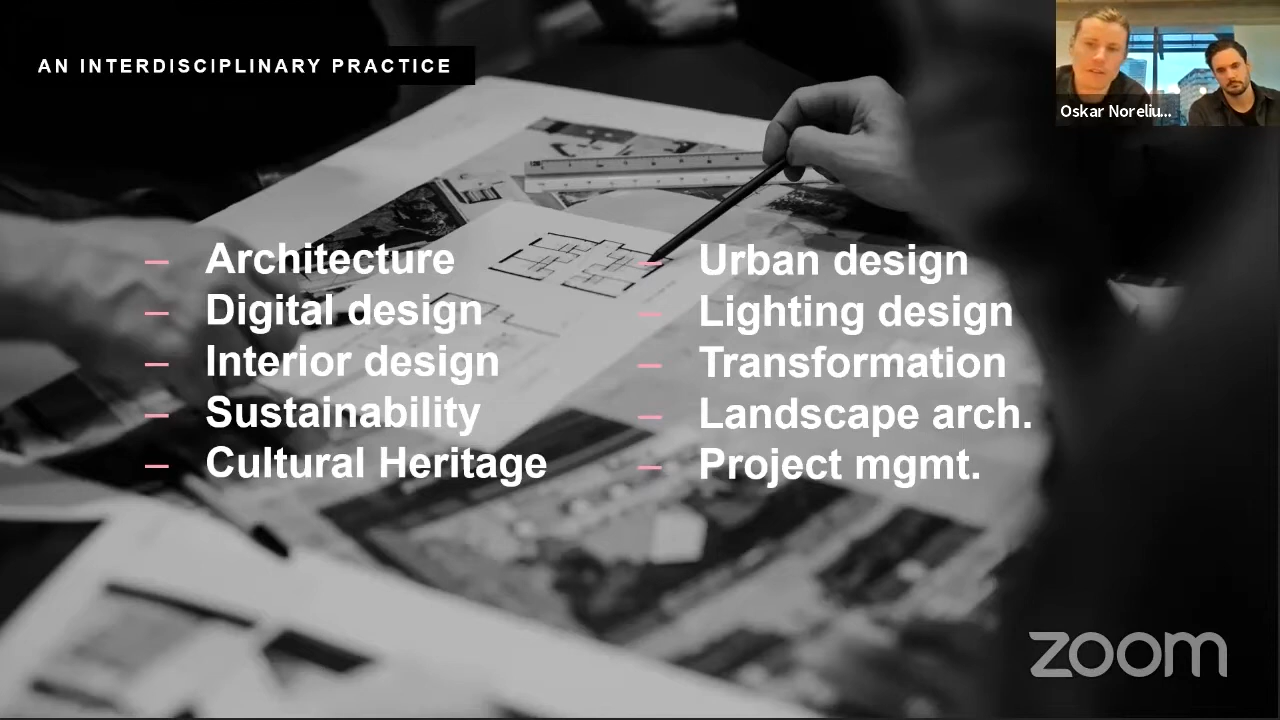 AN INTERDISCIPLINARY PRACTICE
Oskar Noreliu...
– Architecture
– Digital design
– Interior design
– Sustainability
– Cultural Heritage
– Urban design
– Lighting design
– Transformation
– Landscape arch.
– Project mgmt.
zoom